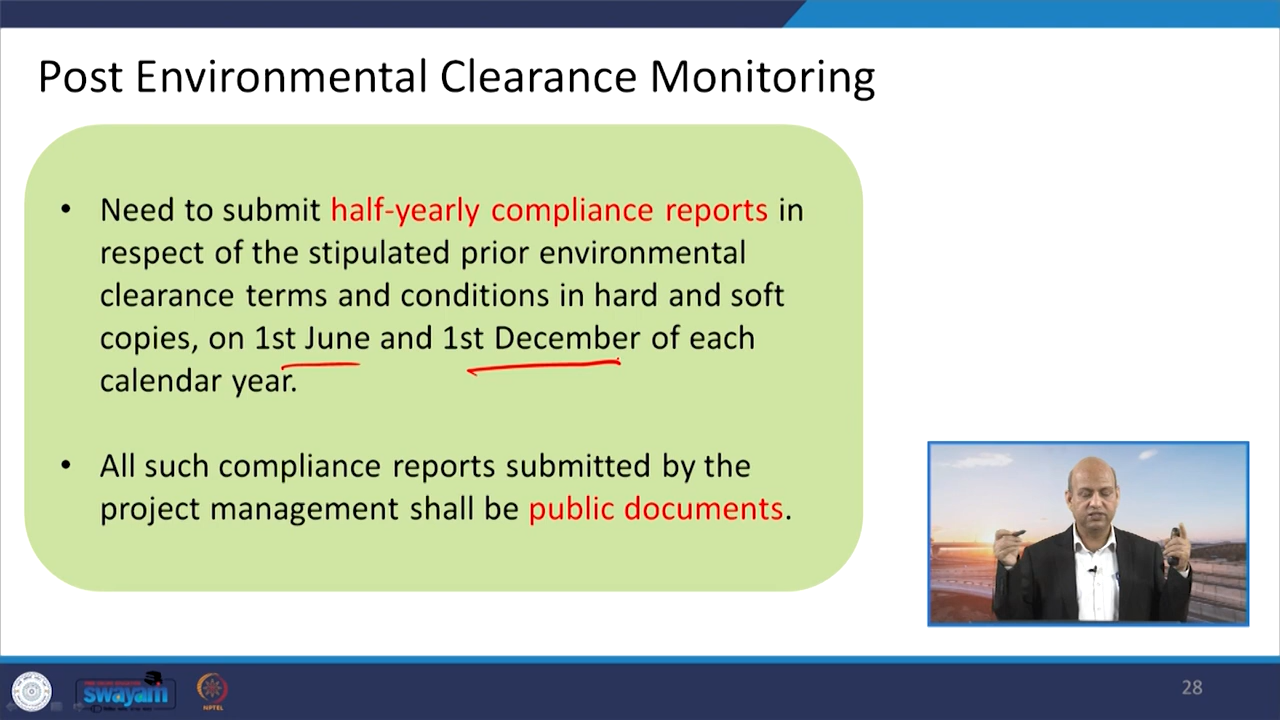 Post Environmental Clearance Monitoring
• Need to submit half-yearly compliance reports in
respect of the stipulated prior environmental
clearance terms and conditions in hard and soft
copies, on 1st June and 1st December of each
calendar year.
• All such compliance reports submitted by the
project management shall be public documents.
swayam
NPTEL
28